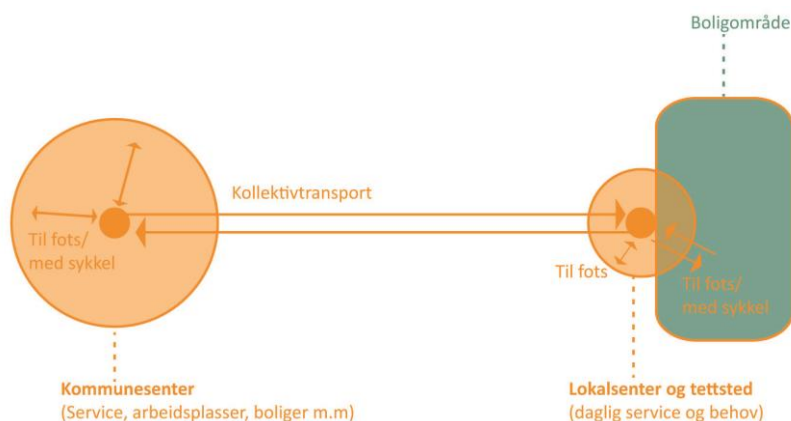 Boligområde
Kollektivtransport
Til fots/
med sykkel
Til fots
Til fots/
med sykkel
Kommunesenter
(Service, arbeidsplasser, boliger m.m)
Lokalsenter og tettsted
(daglig service og behov)